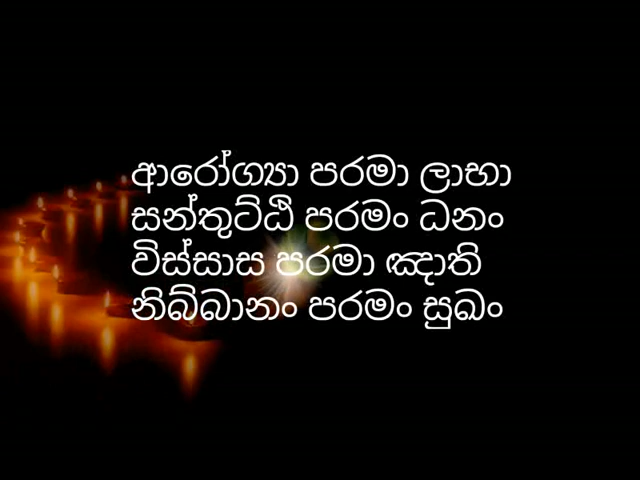 ආරෝග්‍යා පරමා ලාභා
සන්තුට්ඨි පරමං ධනං
විස්සාස පරමා ඤාති
නිබ්බානං පරමං සුඛං